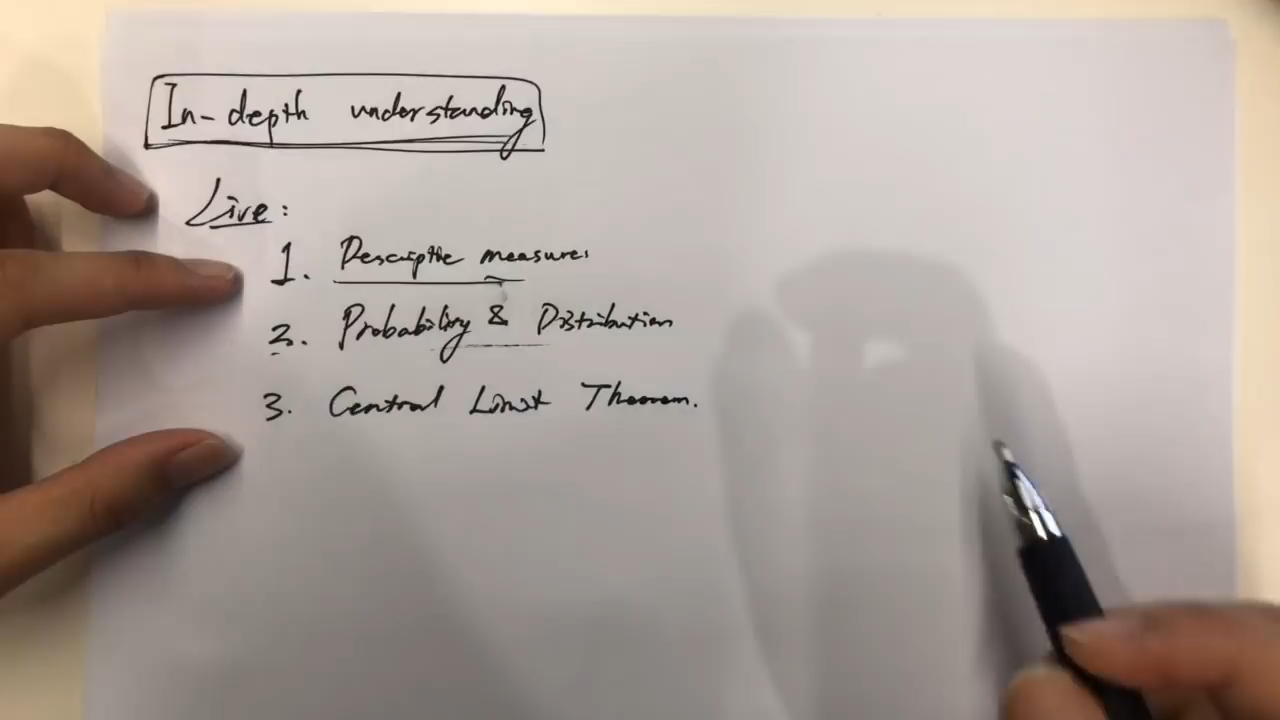 In-depth understanding
Live:
1. Descriptive measures
2. Probability & Distribution
3. Central Limit Theorem.